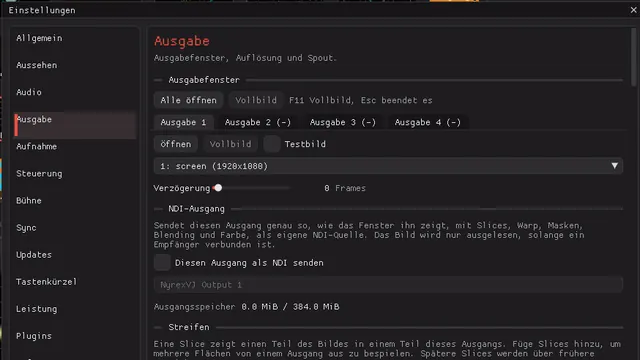 Einstellungen
Allgemein
Aussehen
Audio
Ausgabe
Aufnahme
Steuerung
Bühne
Sync
Updates
Tastenkürzel
Leistung
Plugins
Ausgabe
Ausgabefenster, Auflösung und Spout.
Ausgabefenster
Alle öffnen Vollbild F11 Vollbild, Esc beendet es
Ausgabe 1 Ausgabe 2 (-) Ausgabe 3 (-) Ausgabe 4 (-)
Öffnen Vollbild Testbild
1: screen (1920x1080)
Verzögerung 0 Frames
NDI-Ausgang
Sendet diesen Ausgang genau so, wie das Fenster ihn zeigt, mit Slices, Warp, Masken,
Blending und Farbe, als eigene NDI-Quelle. Das Bild wird nur ausgelesen, solange ein
Empfänger verbunden ist.
Diesen Ausgang als NDI senden
NyrexVJ Output 1
Ausgangsspeicher 0.0 MiB / 384.0 MiB
Streifen
Eine Slice zeigt einen Teil des Bildes in einem Teil dieses Ausgangs. Füge Slices hinzu, um
mehrere Flächen von einem Ausgang aus zu bespielen. Spätere Slices werden über frühere